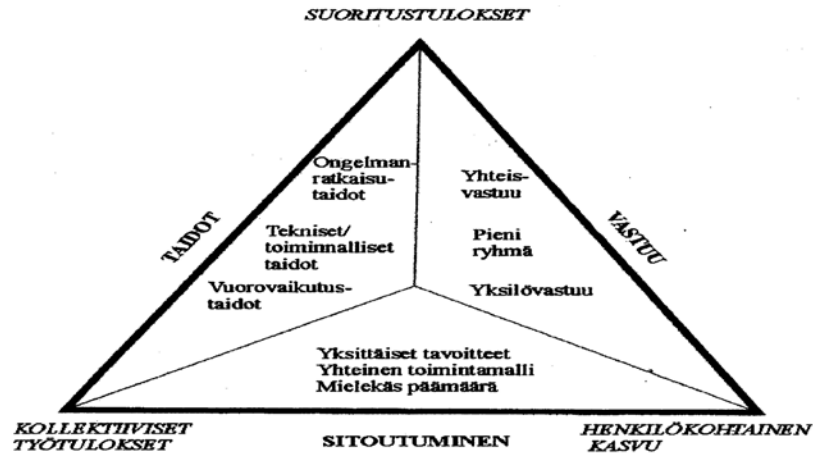 SUORITUSTULOKSET
Ongelman-
ratkaisu-
taidot
Yhteis-
vastuu
TAIDOT
VASTUU
Tekniset/
toiminnalliset
taidot
Pieni
ryhmä
Vuorovaikutus-
taidot
Yksilövastuu
Yksittäiset tavoitteet
Yhteinen toimintamalli
Mielekäs päämäärä
KOLLEKTIIVISET
TYÖTULOKSET
SITOUTUMINEN
HENKILÖKOHTAINEN
KASVU